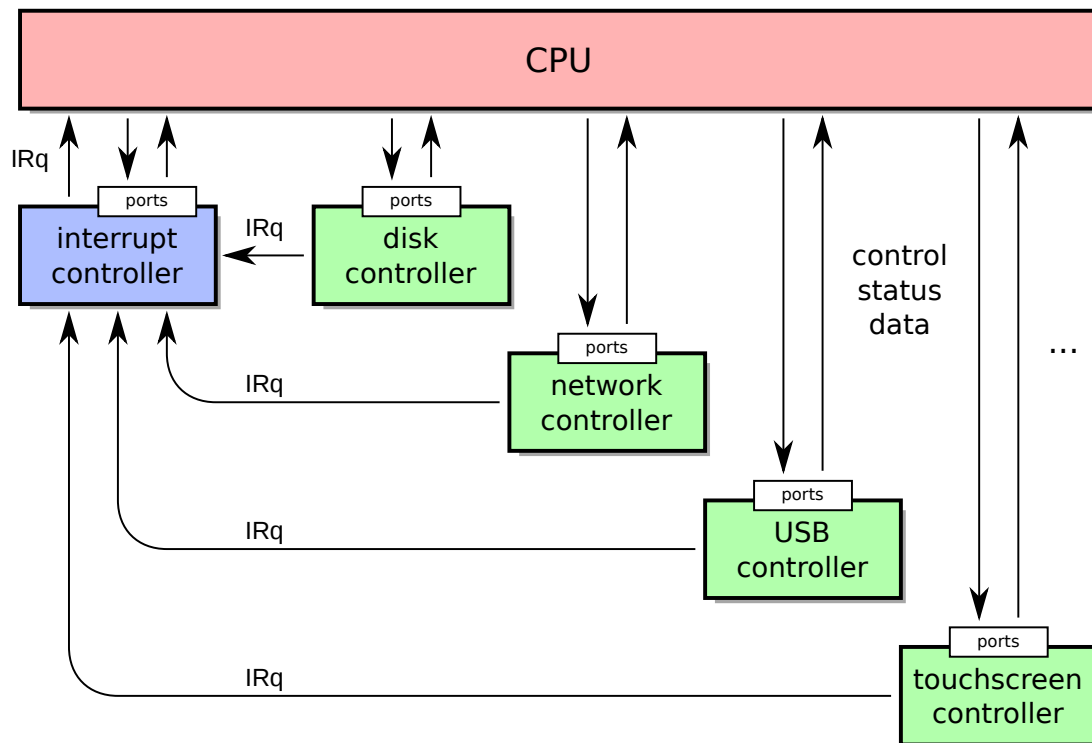 CPU
IRq
ports
ports
interrupt
controller
IRq
disk
controller
control
status
data
...
ports
network
controller
IRq
ports
USB
controller
IRq
ports
touchscreen
controller
IRq